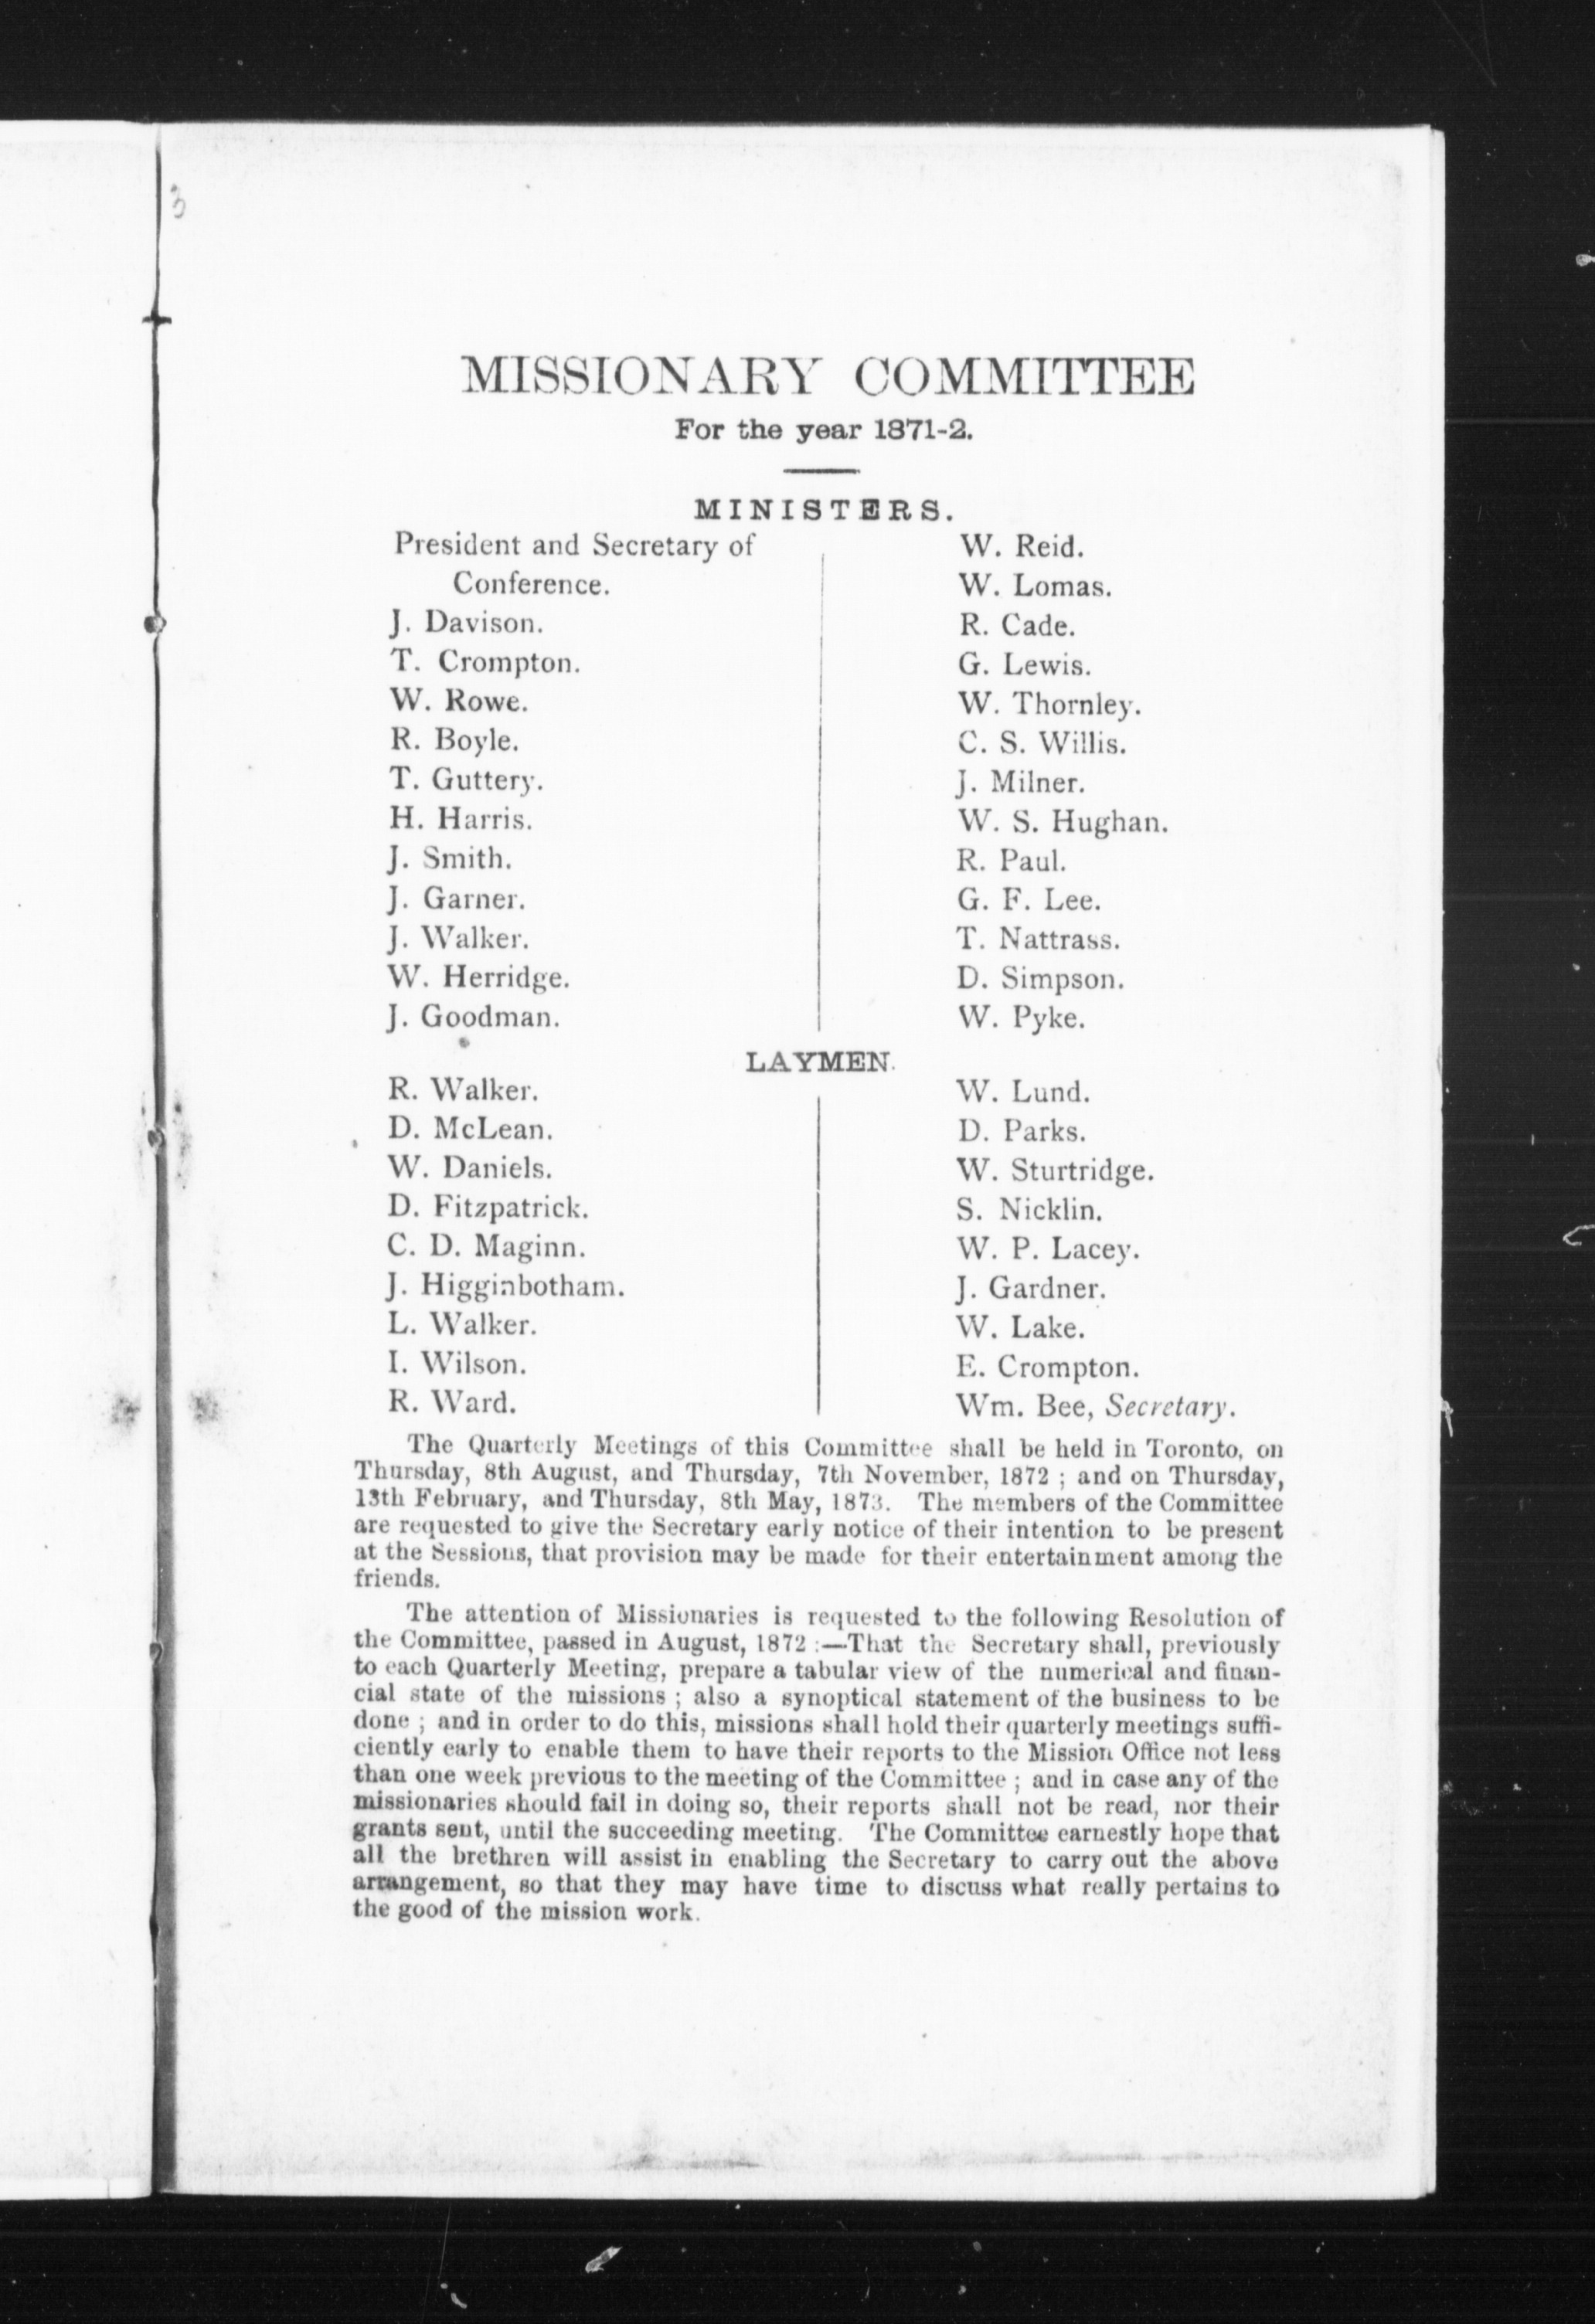 3
MISSIONARY COMMITTEE
For the year 1871-2.
MINISTERS.
President and Secretary of
Conference.
J. Davison.
T. Crompton.
W. Rowe.
R. Boyle.
T. Guttery.
H. Harris.
J. Smith.
J. Garner.
J. Walker.
W. Herridge.
J. Goodman.
W. Reid.
W. Lomas.
R. Cade.
G. Lewis.
W. Thornley.
C. S. Willis.
J. Milner.
W. S. Hughan.
R. Paul.
G. F. Lee.
T. Nattrass.
D. Simpson.
W. Pyke.
LAYMEN.
R. Walker.
D. McLean.
W. Daniels.
D. Fitzpatrick.
C. D. Maginn.
J. Higginbotham.
L. Walker.
I. Wilson.
R. Ward.
W. Lund.
D. Parks.
W. Sturtridge.
S. Nicklin.
W. P. Lacey.
J. Gardner.
W. Lake.
E. Crompton.
Wm. Bee, Secretary.
The Quarterly Meetings of this Committee shall be held in Toronto, on
Thursday, 8th August, and Thursday, 7th November, 1872 ; and on Thursday,
13th February, and Thursday, 8th May, 1873. The members of the Committee
are requested to give the Secretary early notice of their intention to be present
at the Sessions, that provision may be made for their entertainment among the
friends.
The attention of Missionaries is requested to the following Resolution of
the Committee, passed in August, 1872 :—That the Secretary shall, previously
to each Quarterly Meeting, prepare a tabular view of the numerical and finan-
cial state of the missions ; also a synoptical statement of the business to be
done ; and in order to do this, missions shall hold their quarterly meetings suffi-
ciently early to enable them to have their reports to the Mission Office not less
than one week previous to the meeting of the Committee ; and in case any of the
missionaries should fail in doing so, their reports shall not be read, nor their
grants sent, until the succeeding meeting. The Committee earnestly hope that
all the brethren will assist in enabling the Secretary to carry out the above
arrangement, so that they may have time to discuss what really pertains to
the good of the mission work.